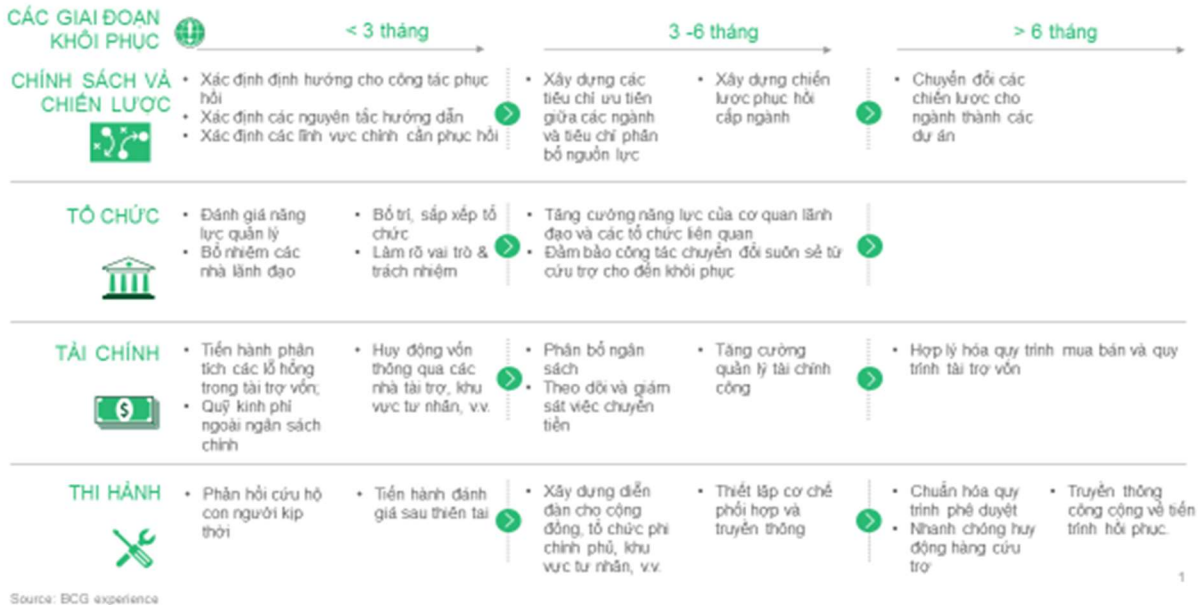 CÁC GIAI ĐOẠN
KHÔI PHỤC
< 3 tháng
3 -6 tháng
> 6 tháng
CHÍNH SÁCH VÀ
CHIẾN LƯỢC
• Xác định định hướng cho công tác phục
hồi
• Xác định các nguyên tắc hướng dẫn
• Xác định các lĩnh vực chính cần phục hồi
• Xây dựng các
tiêu chí ưu tiên
giữa các ngành
và tiêu chí phân
bổ nguồn lực
• Xây dựng chiến
lược phục hồi
cấp ngành
• Chuyển đổi các
chiến lược cho
ngành thành các
dự án
TỔ CHỨC
• Đánh giá năng
lực quản lý
• Bổ nhiệm các
nhà lãnh đạo
• Bố trí, sắp xếp tổ
chức
• Làm rõ vai trò &
trách nhiệm
• Tăng cường năng lực của cơ quan lãnh
đạo và các tổ chức liên quan
• Đảm bảo công tác chuyển đổi suôn sẻ từ
cứu trợ cho đến khôi phục
TÀI CHÍNH
• Tiến hành phân
tích các lỗ hổng
trong tài trợ vốn;
• Quỹ kinh phí
ngoài ngân sách
chính
• Huy động vốn
thông qua các
nhà tài trợ, khu
vực tư nhân, v.v.
• Phân bổ ngân
sách
• Theo dõi và giám
sát việc chuyển
tiền
• Tăng cường
quản lý tài chính
công
• Hợp lý hóa quy trình mua bán và quy
trình tài trợ vốn
THI HÀNH
• Phản hồi cứu hộ
con người kịp
thời
• Tiến hành đánh
giá sau thiên tai
• Xây dựng diễn
đàn cho cộng
đồng, tổ chức phi
chính phủ, khu
vực tư nhân, v.v.
• Thiết lập cơ chế
phối hợp và
truyền thông
• Chuẩn hóa quy
trình phê duyệt
• Nhanh chóng huy
động hàng cứu
trợ
• Truyền thông
công cộng về tiến
trình hồi phục.
1
Source: BCG experience